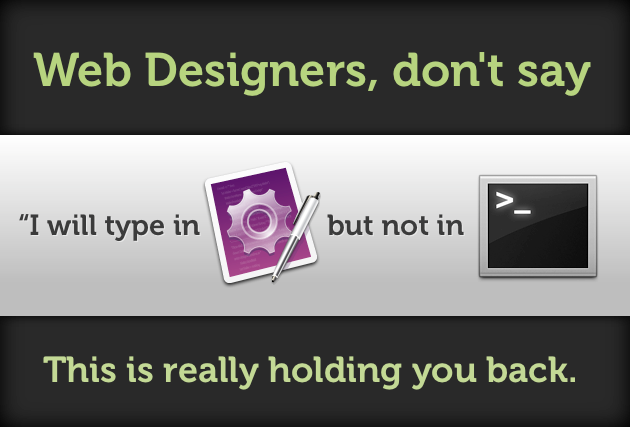 Web Designers, don't say
“I will type in but not in >_
This is really holding you back.